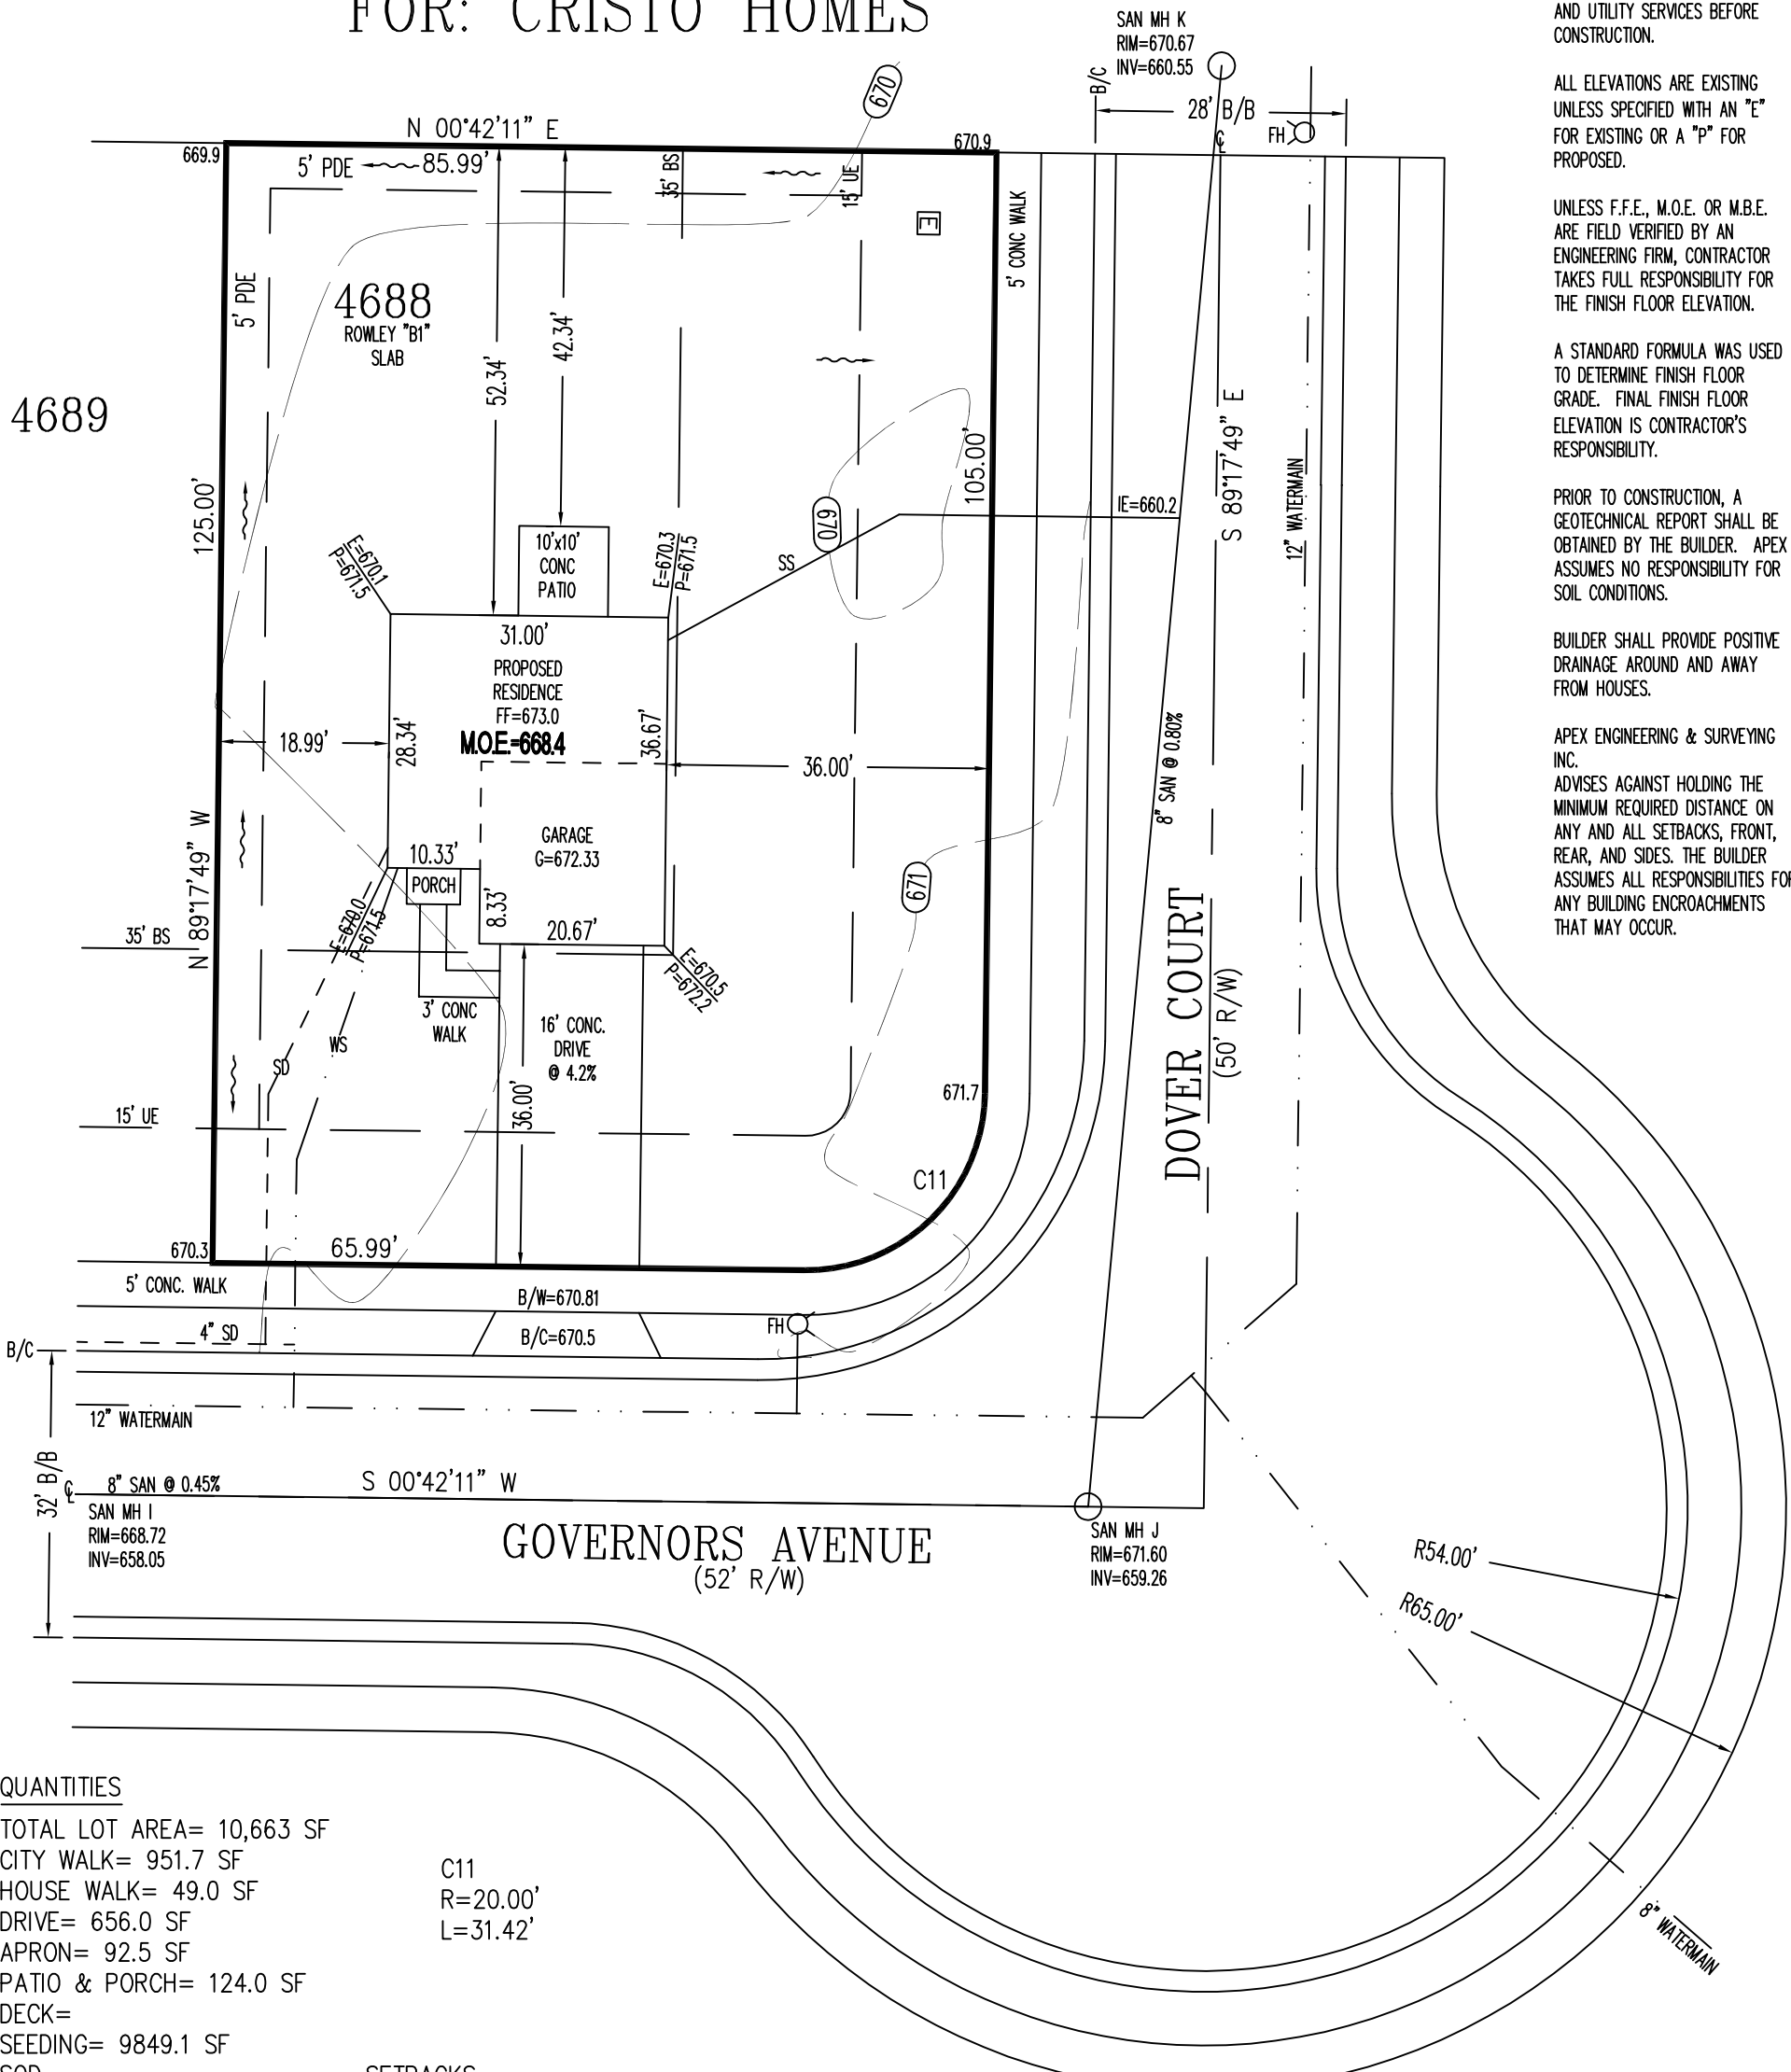 FOR: CRISTO HOMES
SAN MH K
RIM=670.67
INV=660.55
B/C
28' B/B
FH
℄
670
N 00°42'11" E
669.9
5' PDE
85.99'
35' BS
15' UE
670.9
5' CONC WALK
E
5' PDE
4688
ROWLEY "B1"
SLAB
4689
52.34'
42.34'
125.00'
105.00'
S 89°17'49" E
12" WATERMAIN
IE=660.2
670
SS
E=670.1
P=671.5
10'x10'
CONC
PATIO
E=670.3
P=671.5
31.00'
PROPOSED
RESIDENCE
FF=673.0
M.O.E.=668.4
18.99'
28.34'
36.67'
36.00'
8" SAN @ 0.80%
N 89°17'49" W
GARAGE
G=672.33
10.33'
PORCH
8.33'
20.67'
671
E=670.0
P=671.5
35' BS
E=670.5
P=672.2
3' CONC
WALK
16' CONC.
DRIVE
@ 4.2%
WS
SD
36.00'
DOVER COURT
(50' R/W)
671.7
15' UE
C11
670.3
65.99'
5' CONC. WALK
B/W=670.81
4" SD
B/C=670.5
FH
B/C
12" WATERMAIN
32' B/B
℄
8" SAN @ 0.45%
S 00°42'11" W
SAN MH I
RIM=668.72
INV=658.05
GOVERNORS AVENUE
(52' R/W)
SAN MH J
RIM=671.60
INV=659.26
R54.00'
R65.00'
8" WATERMAIN
AND UTILITY SERVICES BEFORE
CONSTRUCTION.
ALL ELEVATIONS ARE EXISTING
UNLESS SPECIFIED WITH AN "E"
FOR EXISTING OR A "P" FOR
PROPOSED.
UNLESS F.F.E., M.O.E. OR M.B.E.
ARE FIELD VERIFIED BY AN
ENGINEERING FIRM, CONTRACTOR
TAKES FULL RESPONSIBILITY FOR
THE FINISH FLOOR ELEVATION.
A STANDARD FORMULA WAS USED
TO DETERMINE FINISH FLOOR
GRADE. FINAL FINISH FLOOR
ELEVATION IS CONTRACTOR'S
RESPONSIBILITY.
PRIOR TO CONSTRUCTION, A
GEOTECHNICAL REPORT SHALL BE
OBTAINED BY THE BUILDER. APEX
ASSUMES NO RESPONSIBILITY FOR
SOIL CONDITIONS.
BUILDER SHALL PROVIDE POSITIVE
DRAINAGE AROUND AND AWAY
FROM HOUSES.
APEX ENGINEERING & SURVEYING
INC.
ADVISES AGAINST HOLDING THE
MINIMUM REQUIRED DISTANCE ON
ANY AND ALL SETBACKS, FRONT,
REAR, AND SIDES. THE BUILDER
ASSUMES ALL RESPONSIBILITIES FOR
ANY BUILDING ENCROACHMENTS
THAT MAY OCCUR.
QUANTITIES
TOTAL LOT AREA= 10,663 SF
CITY WALK= 951.7 SF
HOUSE WALK= 49.0 SF
DRIVE= 656.0 SF
APRON= 92.5 SF
PATIO & PORCH= 124.0 SF
DECK=
SEEDING= 9849.1 SF
C11
R=20.00'
L=31.42'
SETBACKS